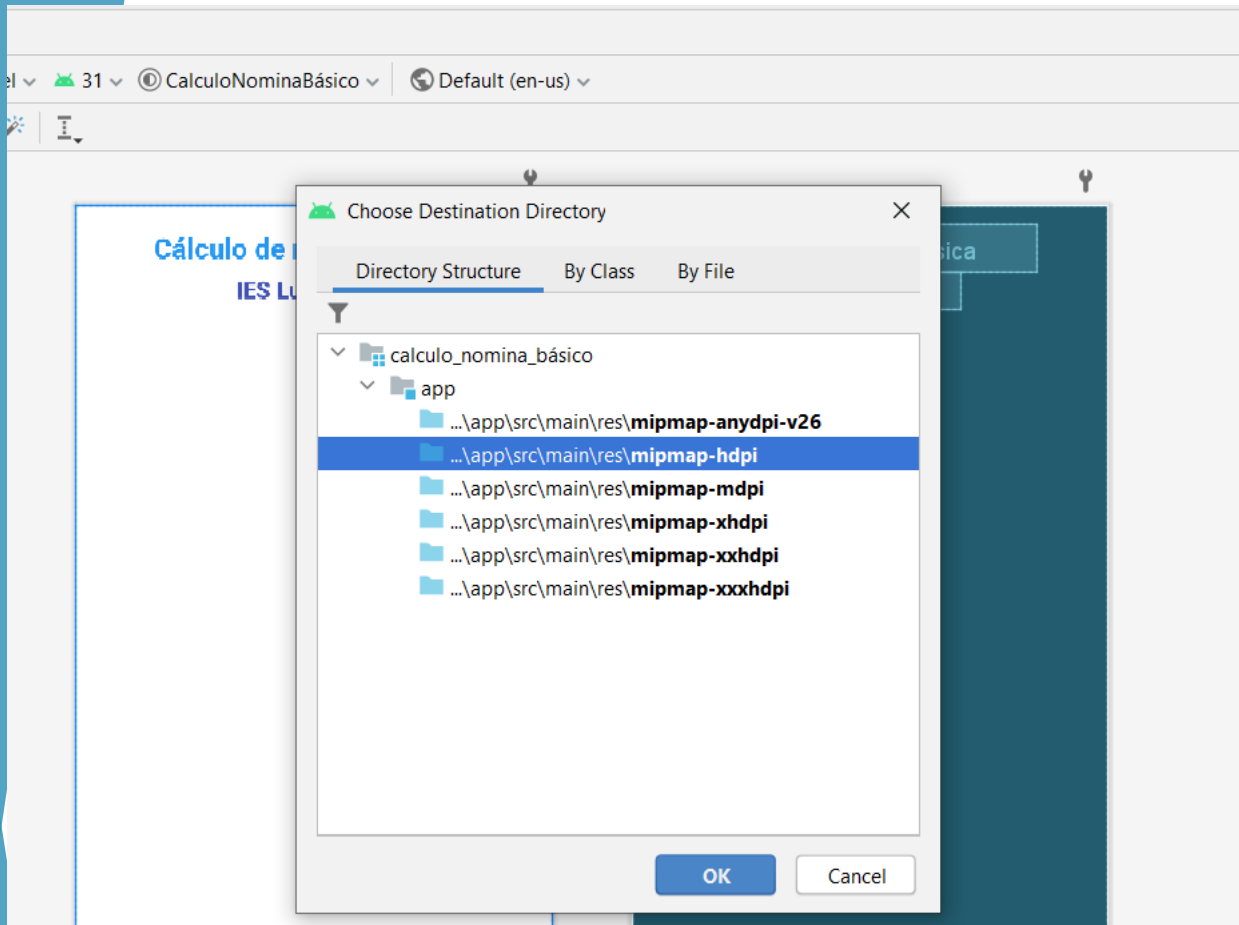 el 31 CalculoNominaBásico Default (en-us)
Choose Destination Directory
Cálculo de
sica
IES Lu
Directory Structure By Class By File
calculo_nomina_básico
app
...\app\src\main\res\mipmap-anydpi-v26
...\app\src\main\res\mipmap-hdpi
...\app\src\main\res\mipmap-mdpi
...\app\src\main\res\mipmap-xhdpi
...\app\src\main\res\mipmap-xxhdpi
...\app\src\main\res\mipmap-xxxhdpi
OK Cancel